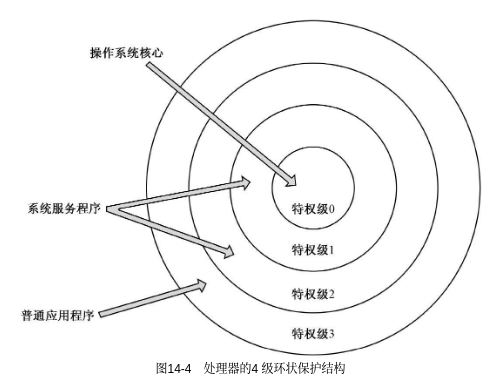 操作系统核心
系统服务程序
普通应用程序
特权级0
特权级1
特权级2
特权级3
图14-4 处理器的4 级环状保护结构